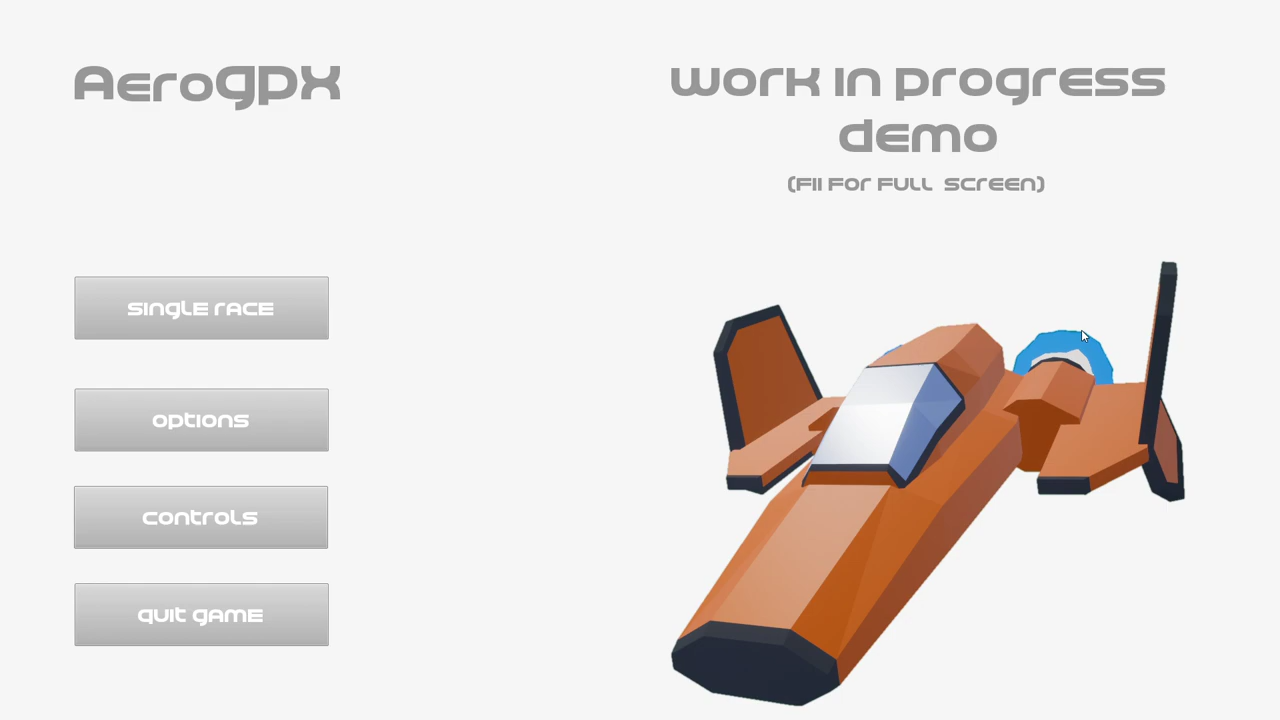 AeroGPX
work in progress
demo
(F11 for full screen)
single race
options
controls
quit game